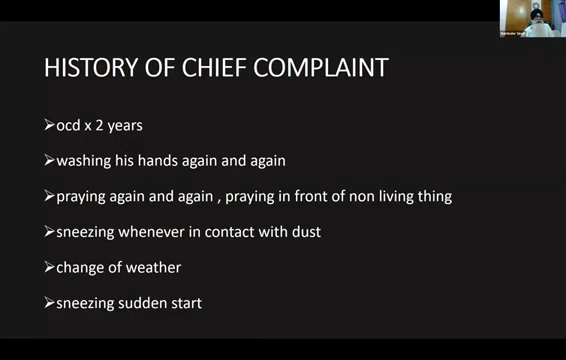 HISTORY OF CHIEF COMPLAINT
➢ocd x 2 years
➢washing his hands again and again
➢praying again and again , praying in front of non living thing
➢sneezing whenever in contact with dust
➢change of weather
➢sneezing sudden start